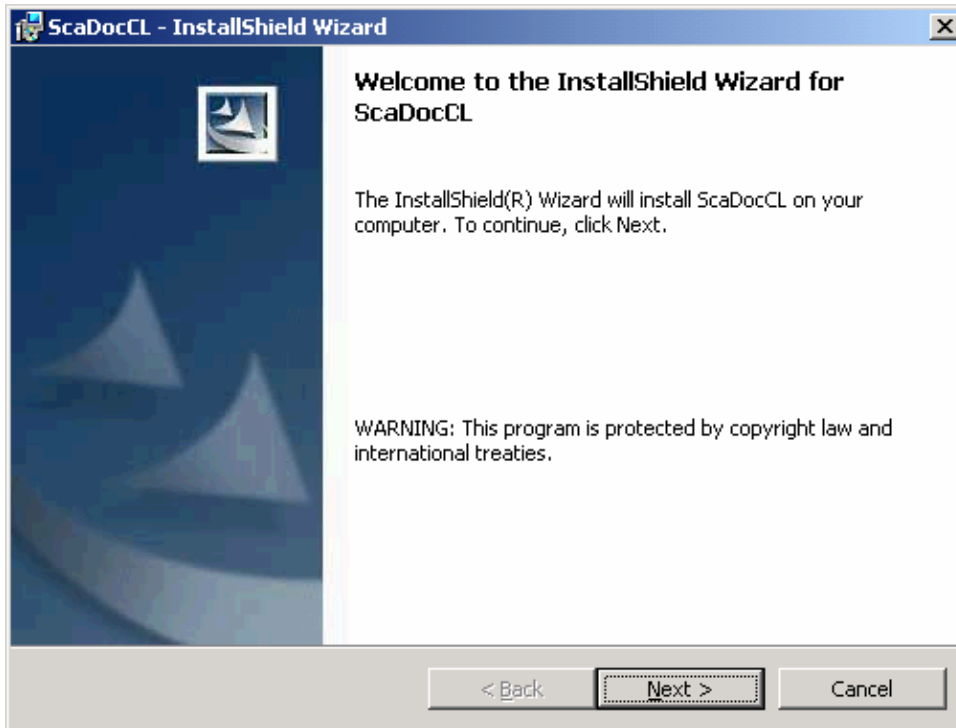 ScaDocCL - InstallShield Wizard
Welcome to the InstallShield Wizard for
ScaDocCL
The InstallShield(R) Wizard will install ScaDocCL on your
computer. To continue, click Next.
WARNING: This program is protected by copyright law and
international treaties.
< Back Next > Cancel